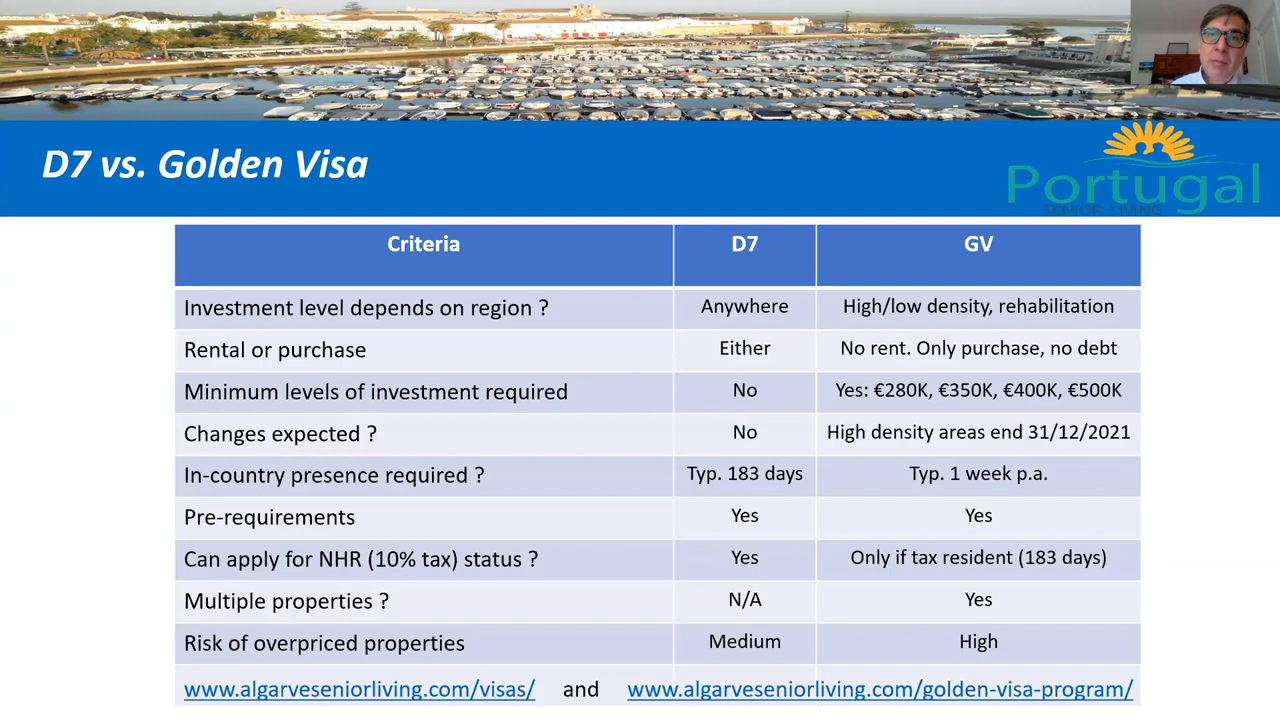 D7 vs. Golden Visa
Portugal
SENIOR LIVING
Criteria D7 GV
Investment level depends on region ? Anywhere High/low density, rehabilitation
Rental or purchase Either No rent. Only purchase, no debt
Minimum levels of investment required No Yes: €280K, €350K, €400K, €500K
Changes expected ? No High density areas end 31/12/2021
In-country presence required ? Typ. 183 days Typ. 1 week p.a.
Pre-requirements Yes Yes
Can apply for NHR (10% tax) status ? Yes Only if tax resident (183 days)
Multiple properties ? N/A Yes
Risk of overpriced properties Medium High
www.algarveseniorliving.com/visas/ and www.algarveseniorliving.com/golden-visa-program/